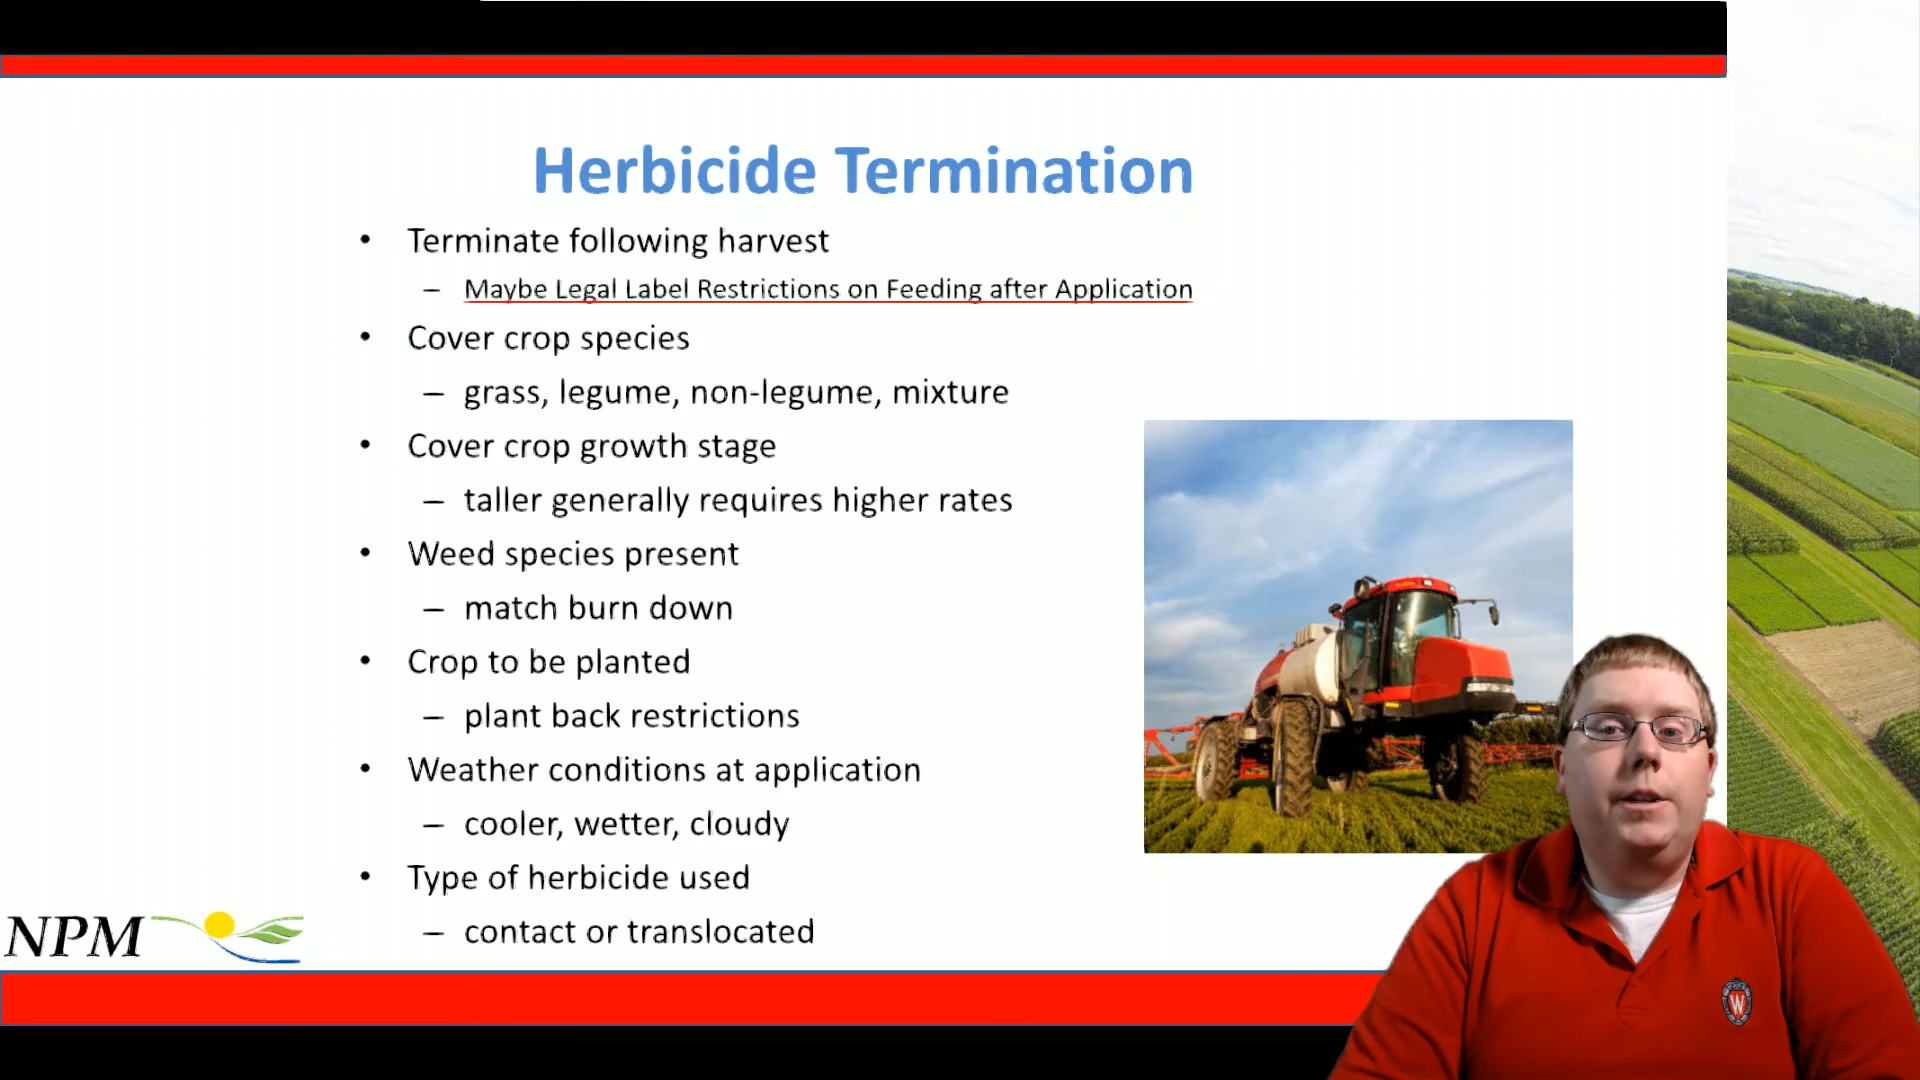 Herbicide Termination
• Terminate following harvest
– Maybe Legal Label Restrictions on Feeding after Application
• Cover crop species
– grass, legume, non-legume, mixture
• Cover crop growth stage
– taller generally requires higher rates
• Weed species present
– match burn down
• Crop to be planted
– plant back restrictions
• Weather conditions at application
– cooler, wetter, cloudy
• Type of herbicide used
– contact or translocated
NPM
W